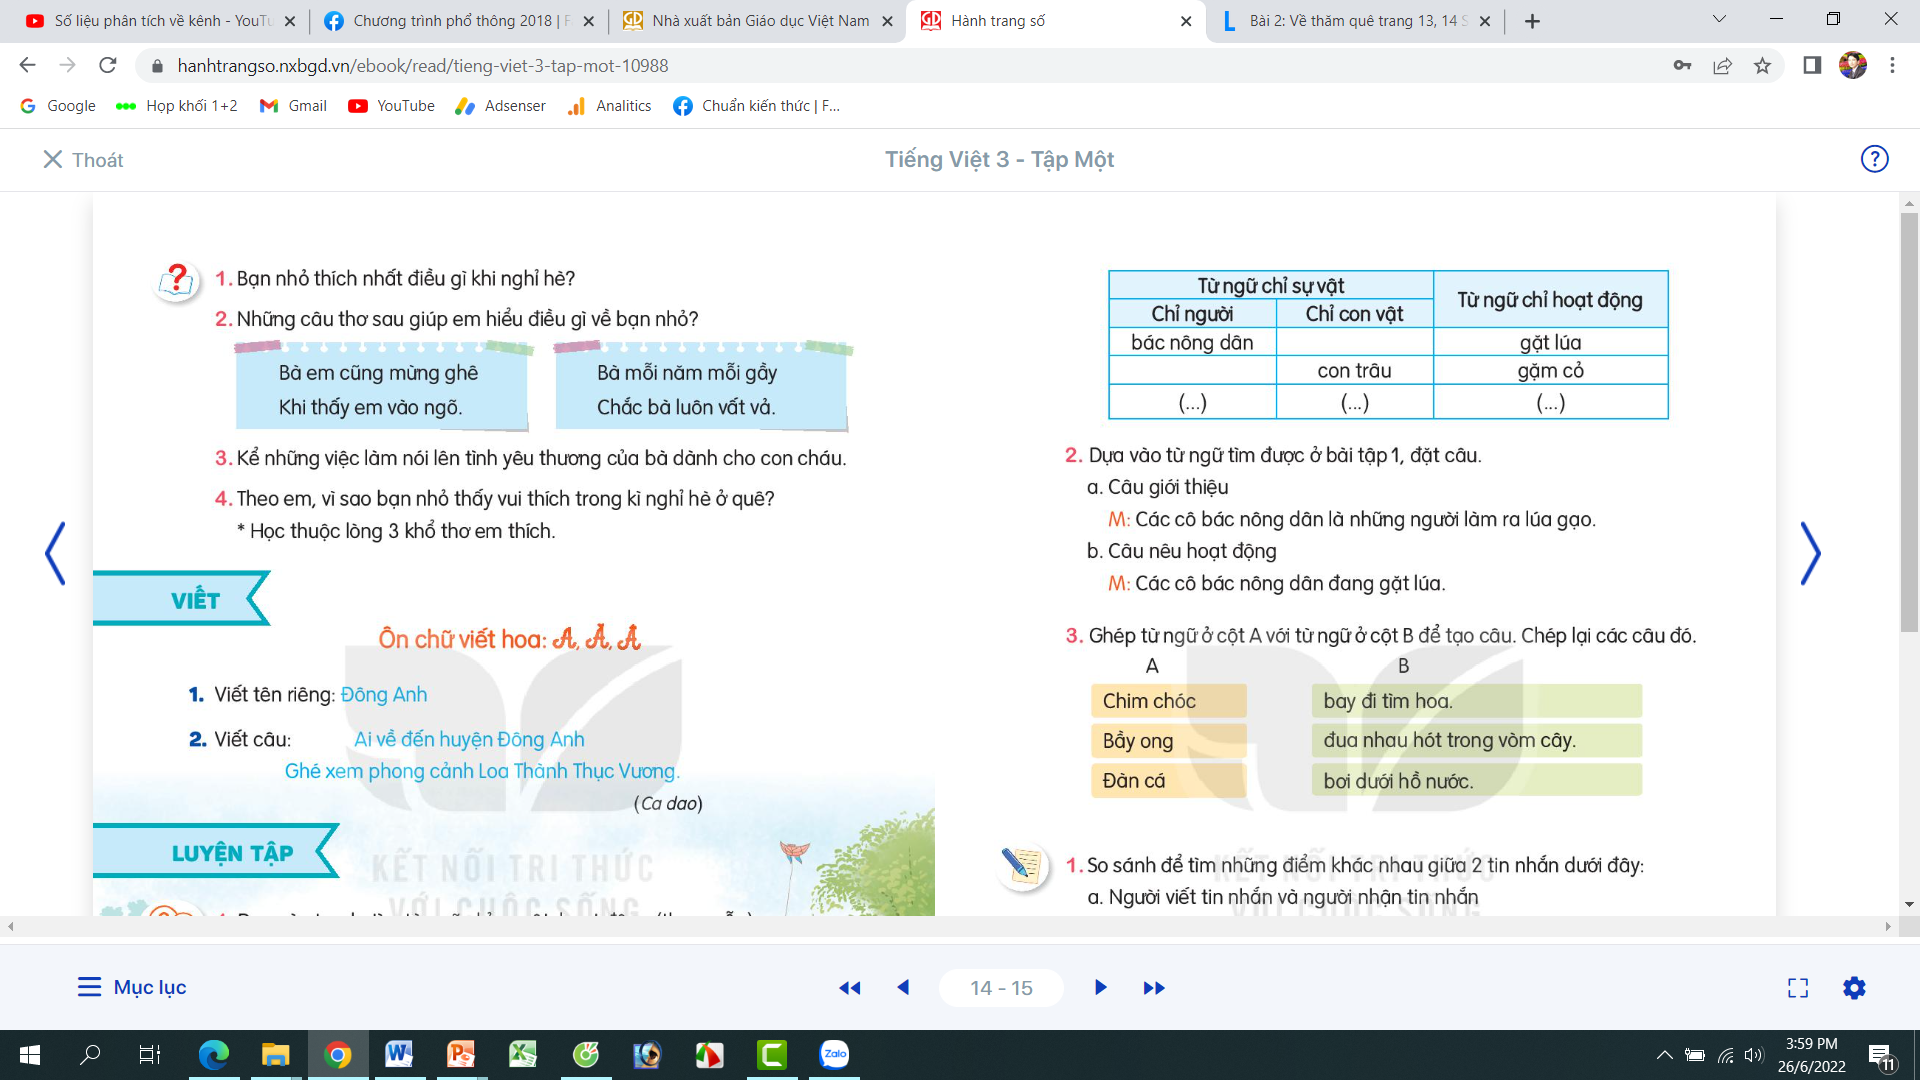 Số liệu phân tích về kênh - YouTu
Chương trình phổ thông 2018 | F
Nhà xuất bản Giáo dục Việt Nam
Hành trang số
Bài 2: Về thăm quê trang 13, 14 S
hanhtrangso.nxbgd.vn/ebook/read/tieng-viet-3-tap-mot-10988
Google
Họp khối 1+2
Gmail
YouTube
Adsenser
Analitics
Chuẩn kiến thức | F...
Thoát
Tiếng Việt 3 - Tập Một
?
1. Bạn nhỏ thích nhất điều gì khi nghỉ hè?
2. Những câu thơ sau giúp em hiểu điều gì về bạn nhỏ?
Bà em cũng mừng ghê
Khi thấy em vào ngõ.
Bà mỗi năm mỗi gầy
Chắc bà luôn vất vả.
3. Kể những việc làm nói lên tình yêu thương của bà dành cho con cháu.
4. Theo em, vì sao bạn nhỏ thấy vui thích trong kì nghỉ hè ở quê?
* Học thuộc lòng 3 khổ thơ em thích.
VIẾT
Ôn chữ viết hoa: A, Ă, Â
1. Viết tên riêng: Đông Anh
2. Viết câu: Ai về đến huyện Đông Anh
Ghé xem phong cảnh Loa Thành Thục Vương.
(Ca dao)
LUYỆN TẬP
KẾT NỐI TRI THỨC
VỚI CUỘC SỐNG
Từ ngữ chỉ sự vật
Từ ngữ chỉ hoạt động
Chỉ người
Chỉ con vật
bác nông dân
gặt lúa
con trâu
gặm cỏ
(...)
(...)
(...)
2. Dựa vào từ ngữ tìm được ở bài tập 1, đặt câu.
a. Câu giới thiệu
M: Các cô bác nông dân là những người làm ra lúa gạo.
b. Câu nêu hoạt động
M: Các cô bác nông dân đang gặt lúa.
3. Ghép từ ngữ ở cột A với từ ngữ ở cột B để tạo câu. Chép lại các câu đó.
A
B
Chim chóc
bay đi tìm hoa.
Bầy ong
đua nhau hót trong vòm cây.
Đàn cá
bơi dưới hồ nước.
1. So sánh để tìm những điểm khác nhau giữa 2 tin nhắn dưới đây:
a. Người viết tin nhắn và người nhận tin nhắn
KẾT NỐI TRI THỨC
VỚI CUỘC SỐNG
Mục lục
14 - 15
Zalo
3:59 PM
26/6/2022
11